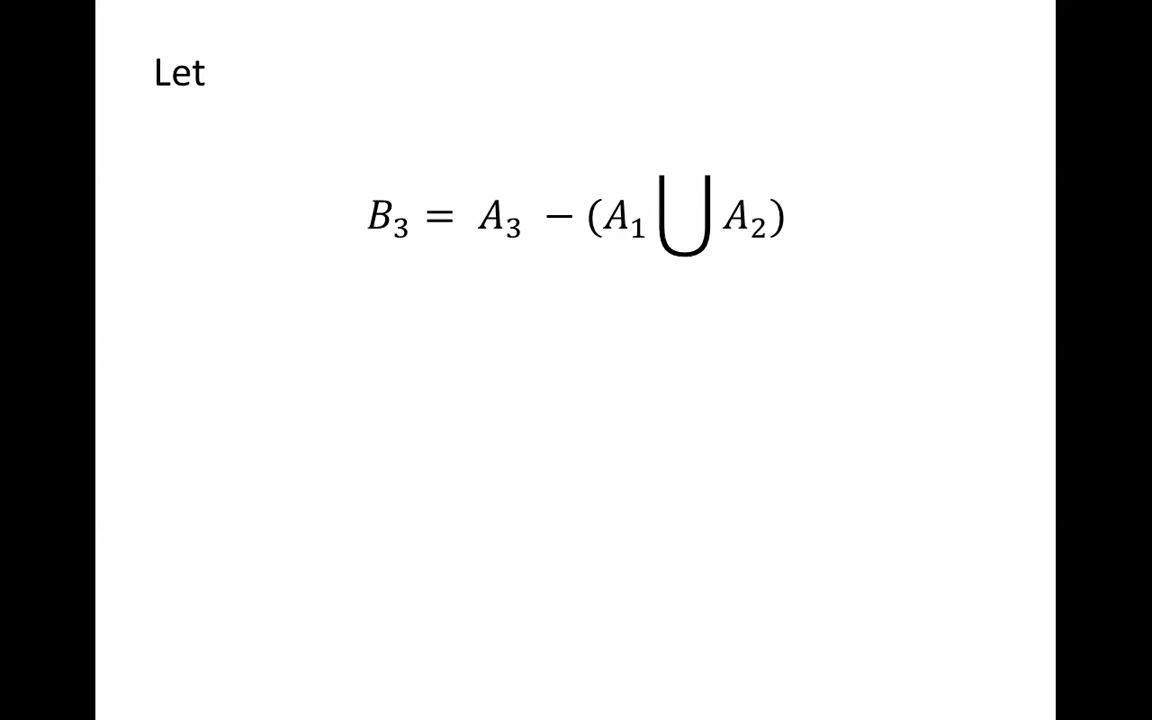 Let
B₃ = A₃ − (A₁ ⋃ A₂)